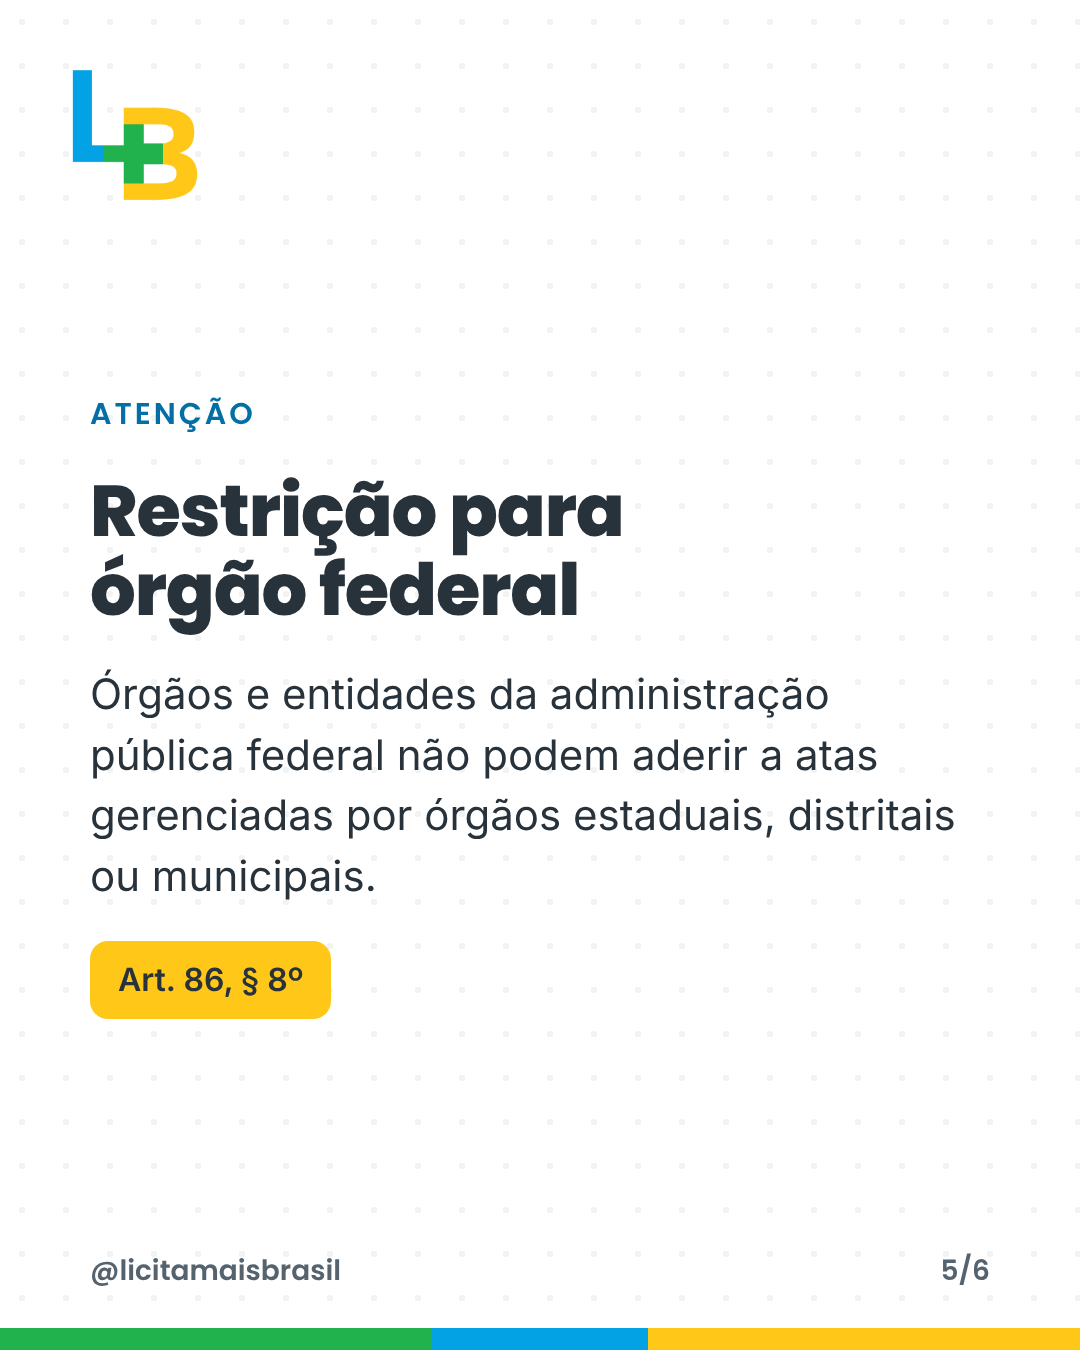 L+B
ATENÇÃO
Restrição para
órgão federal
Órgãos e entidades da administração
pública federal não podem aderir a atas
gerenciadas por órgãos estaduais, distritais
ou municipais.
Art. 86, § 8º
@licitamaisbrasil
5/6